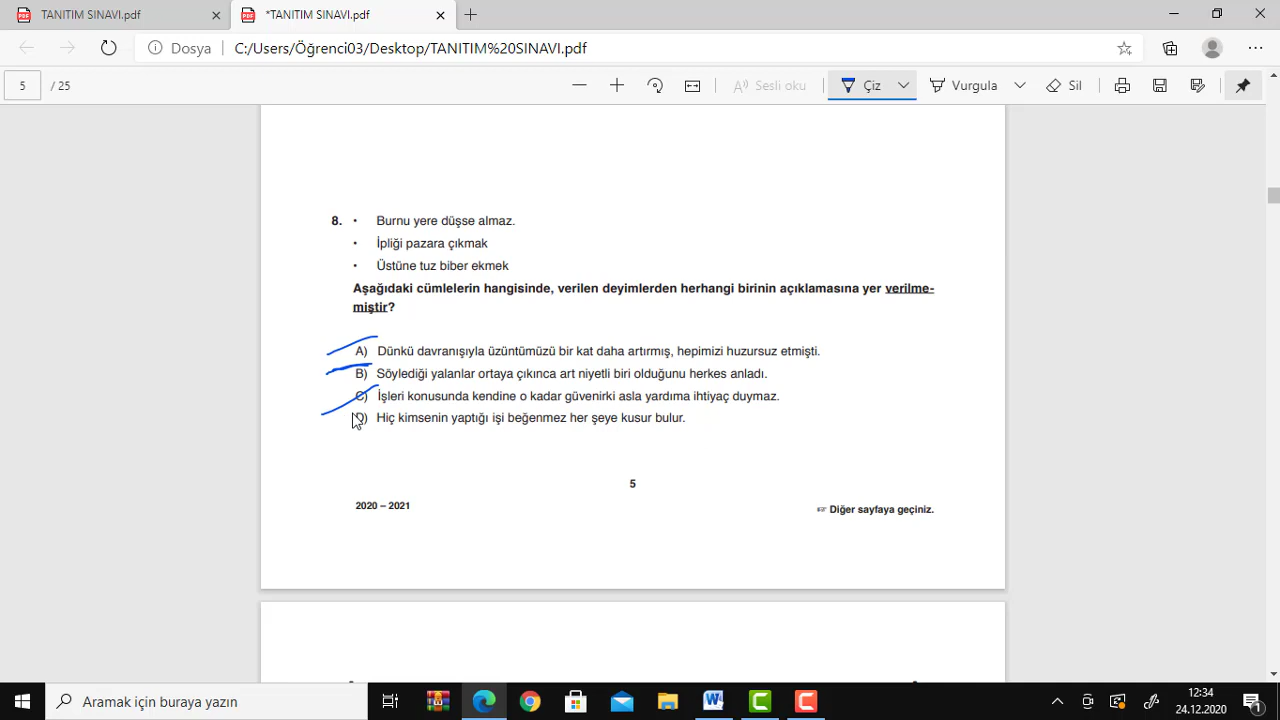 TANITIM SINAVI.pdf
*TANITIM SINAVI.pdf
Dosya
C:/Users/Öğrenci03/Desktop/TANITIM%20SINAVI.pdf
5 / 25
Sesli oku
Çiz
Vurgula
Sil
8. • Burnu yere düşse almaz.
• İpliği pazara çıkmak
• Üstüne tuz biber ekmek
Aşağıdaki cümlelerin hangisinde, verilen deyimlerden herhangi birinin açıklamasına yer verilme-
miştir?
A) Dünkü davranışıyla üzüntümüzü bir kat daha artırmış, hepimizi huzursuz etmişti.
B) Söylediği yalanlar ortaya çıkınca art niyetli biri olduğunu herkes anladı.
C) İşleri konusunda kendine o kadar güvenirki asla yardıma ihtiyaç duymaz.
D) Hiç kimsenin yaptığı işi beğenmez her şeye kusur bulur.
5
2020 – 2021
☞ Diğer sayfaya geçiniz.
Aramak için buraya yazın
12:34
24.12.2020
1